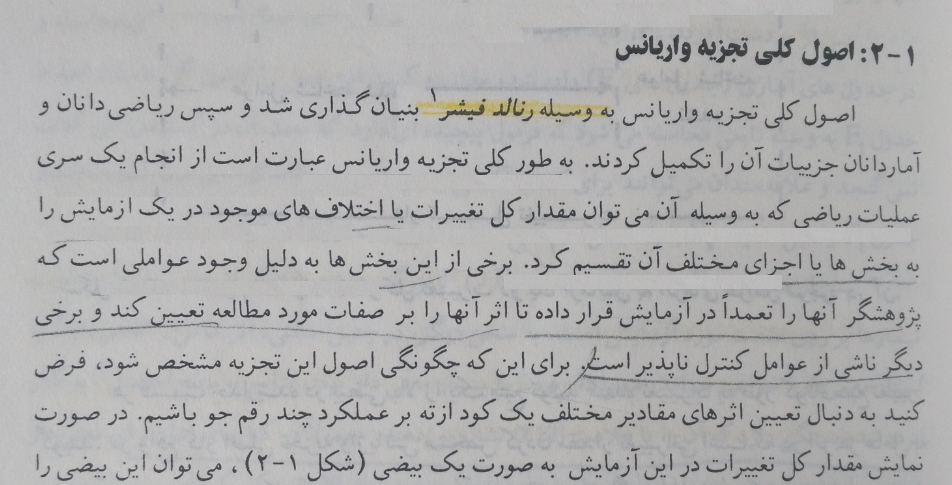 ۱-۲: اصول کلی تجزیه واریانس
اصول کلی تجزیه واریانس به وسیله رنالد فیشر۱ بنیان گذاری شد و سپس ریاضی دانان و
آماردانان جزییات آن را تکمیل کردند. به طور کلی تجزیه واریانس عبارت است از انجام یک سری
عملیات ریاضی که به وسیله آن می توان مقدار کل تغییرات یا اختلاف های موجود در یک ازمایش را
به بخش ها یا اجزای مختلف آن تقسیم کرد. برخی از این بخش‌ها به دلیل وجود عواملی است که
پژوهشگر آنها را تعمداً در آزمایش قرار داده تا اثر آنها را بر صفات مورد مطالعه تعیین کند و برخی
دیگر ناشی از عوامل کنترل ناپذیر است. برای این که چگونگی اصول این تجزیه مشخص شود، فرض
کنید به دنبال تعیین اثرهای مقادیر مختلف یک کود ازته بر عملکرد چند رقم جو باشیم. در صورت
نمایش مقدار کل تغییرات در این آزمایش به صورت یک بیضی (شکل ۱-۲)، می توان این بیضی را